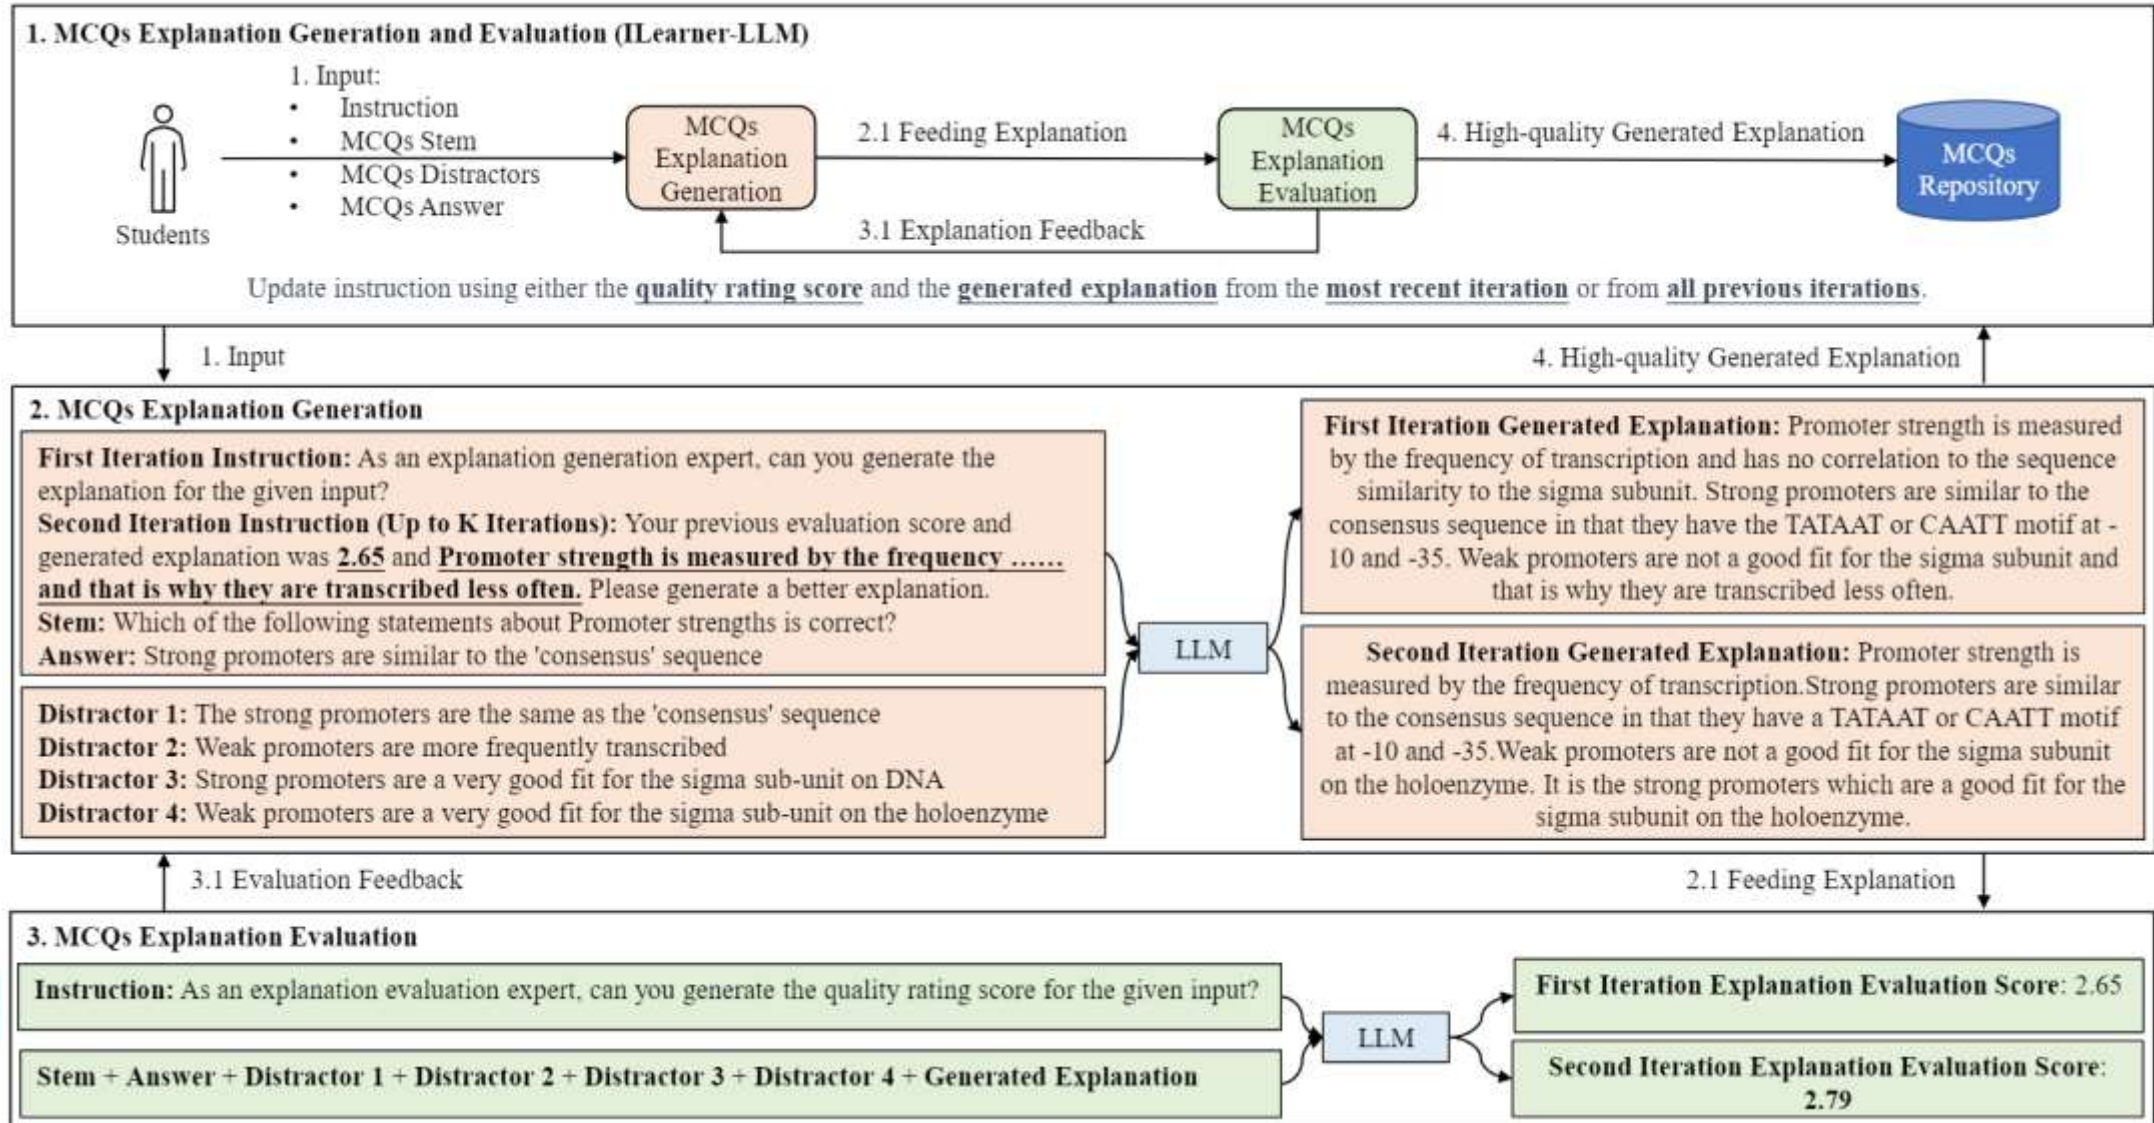 1. MCQs Explanation Generation and Evaluation (ILearner-LLM)
1. Input:
• Instruction
• MCQs Stem
• MCQs Distractors
• MCQs Answer
Students
MCQs
Explanation
Generation
2.1 Feeding Explanation
3.1 Explanation Feedback
MCQs
Explanation
Evaluation
4. High-quality Generated Explanation
MCQs
Repository
Update instruction using either the quality rating score and the generated explanation from the most recent iteration or from all previous iterations.
1. Input
4. High-quality Generated Explanation
2. MCQs Explanation Generation
First Iteration Instruction: As an explanation generation expert, can you generate the
explanation for the given input?
Second Iteration Instruction (Up to K Iterations): Your previous evaluation score and
generated explanation was 2.65 and Promoter strength is measured by the frequency ……
and that is why they are transcribed less often. Please generate a better explanation.
Stem: Which of the following statements about Promoter strengths is correct?
Answer: Strong promoters are similar to the 'consensus' sequence
Distractor 1: The strong promoters are the same as the 'consensus' sequence
Distractor 2: Weak promoters are more frequently transcribed
Distractor 3: Strong promoters are a very good fit for the sigma sub-unit on DNA
Distractor 4: Weak promoters are a very good fit for the sigma sub-unit on the holoenzyme
LLM
First Iteration Generated Explanation: Promoter strength is measured
by the frequency of transcription and has no correlation to the sequence
similarity to the sigma subunit. Strong promoters are similar to the
consensus sequence in that they have the TATAAT or CAATT motif at -
10 and -35. Weak promoters are not a good fit for the sigma subunit and
that is why they are transcribed less often.
Second Iteration Generated Explanation: Promoter strength is
measured by the frequency of transcription.Strong promoters are similar
to the consensus sequence in that they have a TATAAT or CAATT motif
at -10 and -35.Weak promoters are not a good fit for the sigma subunit
on the holoenzyme. It is the strong promoters which are a good fit for the
sigma subunit on the holoenzyme.
3.1 Evaluation Feedback
2.1 Feeding Explanation
3. MCQs Explanation Evaluation
Instruction: As an explanation evaluation expert, can you generate the quality rating score for the given input?
Stem + Answer + Distractor 1 + Distractor 2 + Distractor 3 + Distractor 4 + Generated Explanation
LLM
First Iteration Explanation Evaluation Score: 2.65
Second Iteration Explanation Evaluation Score:
2.79